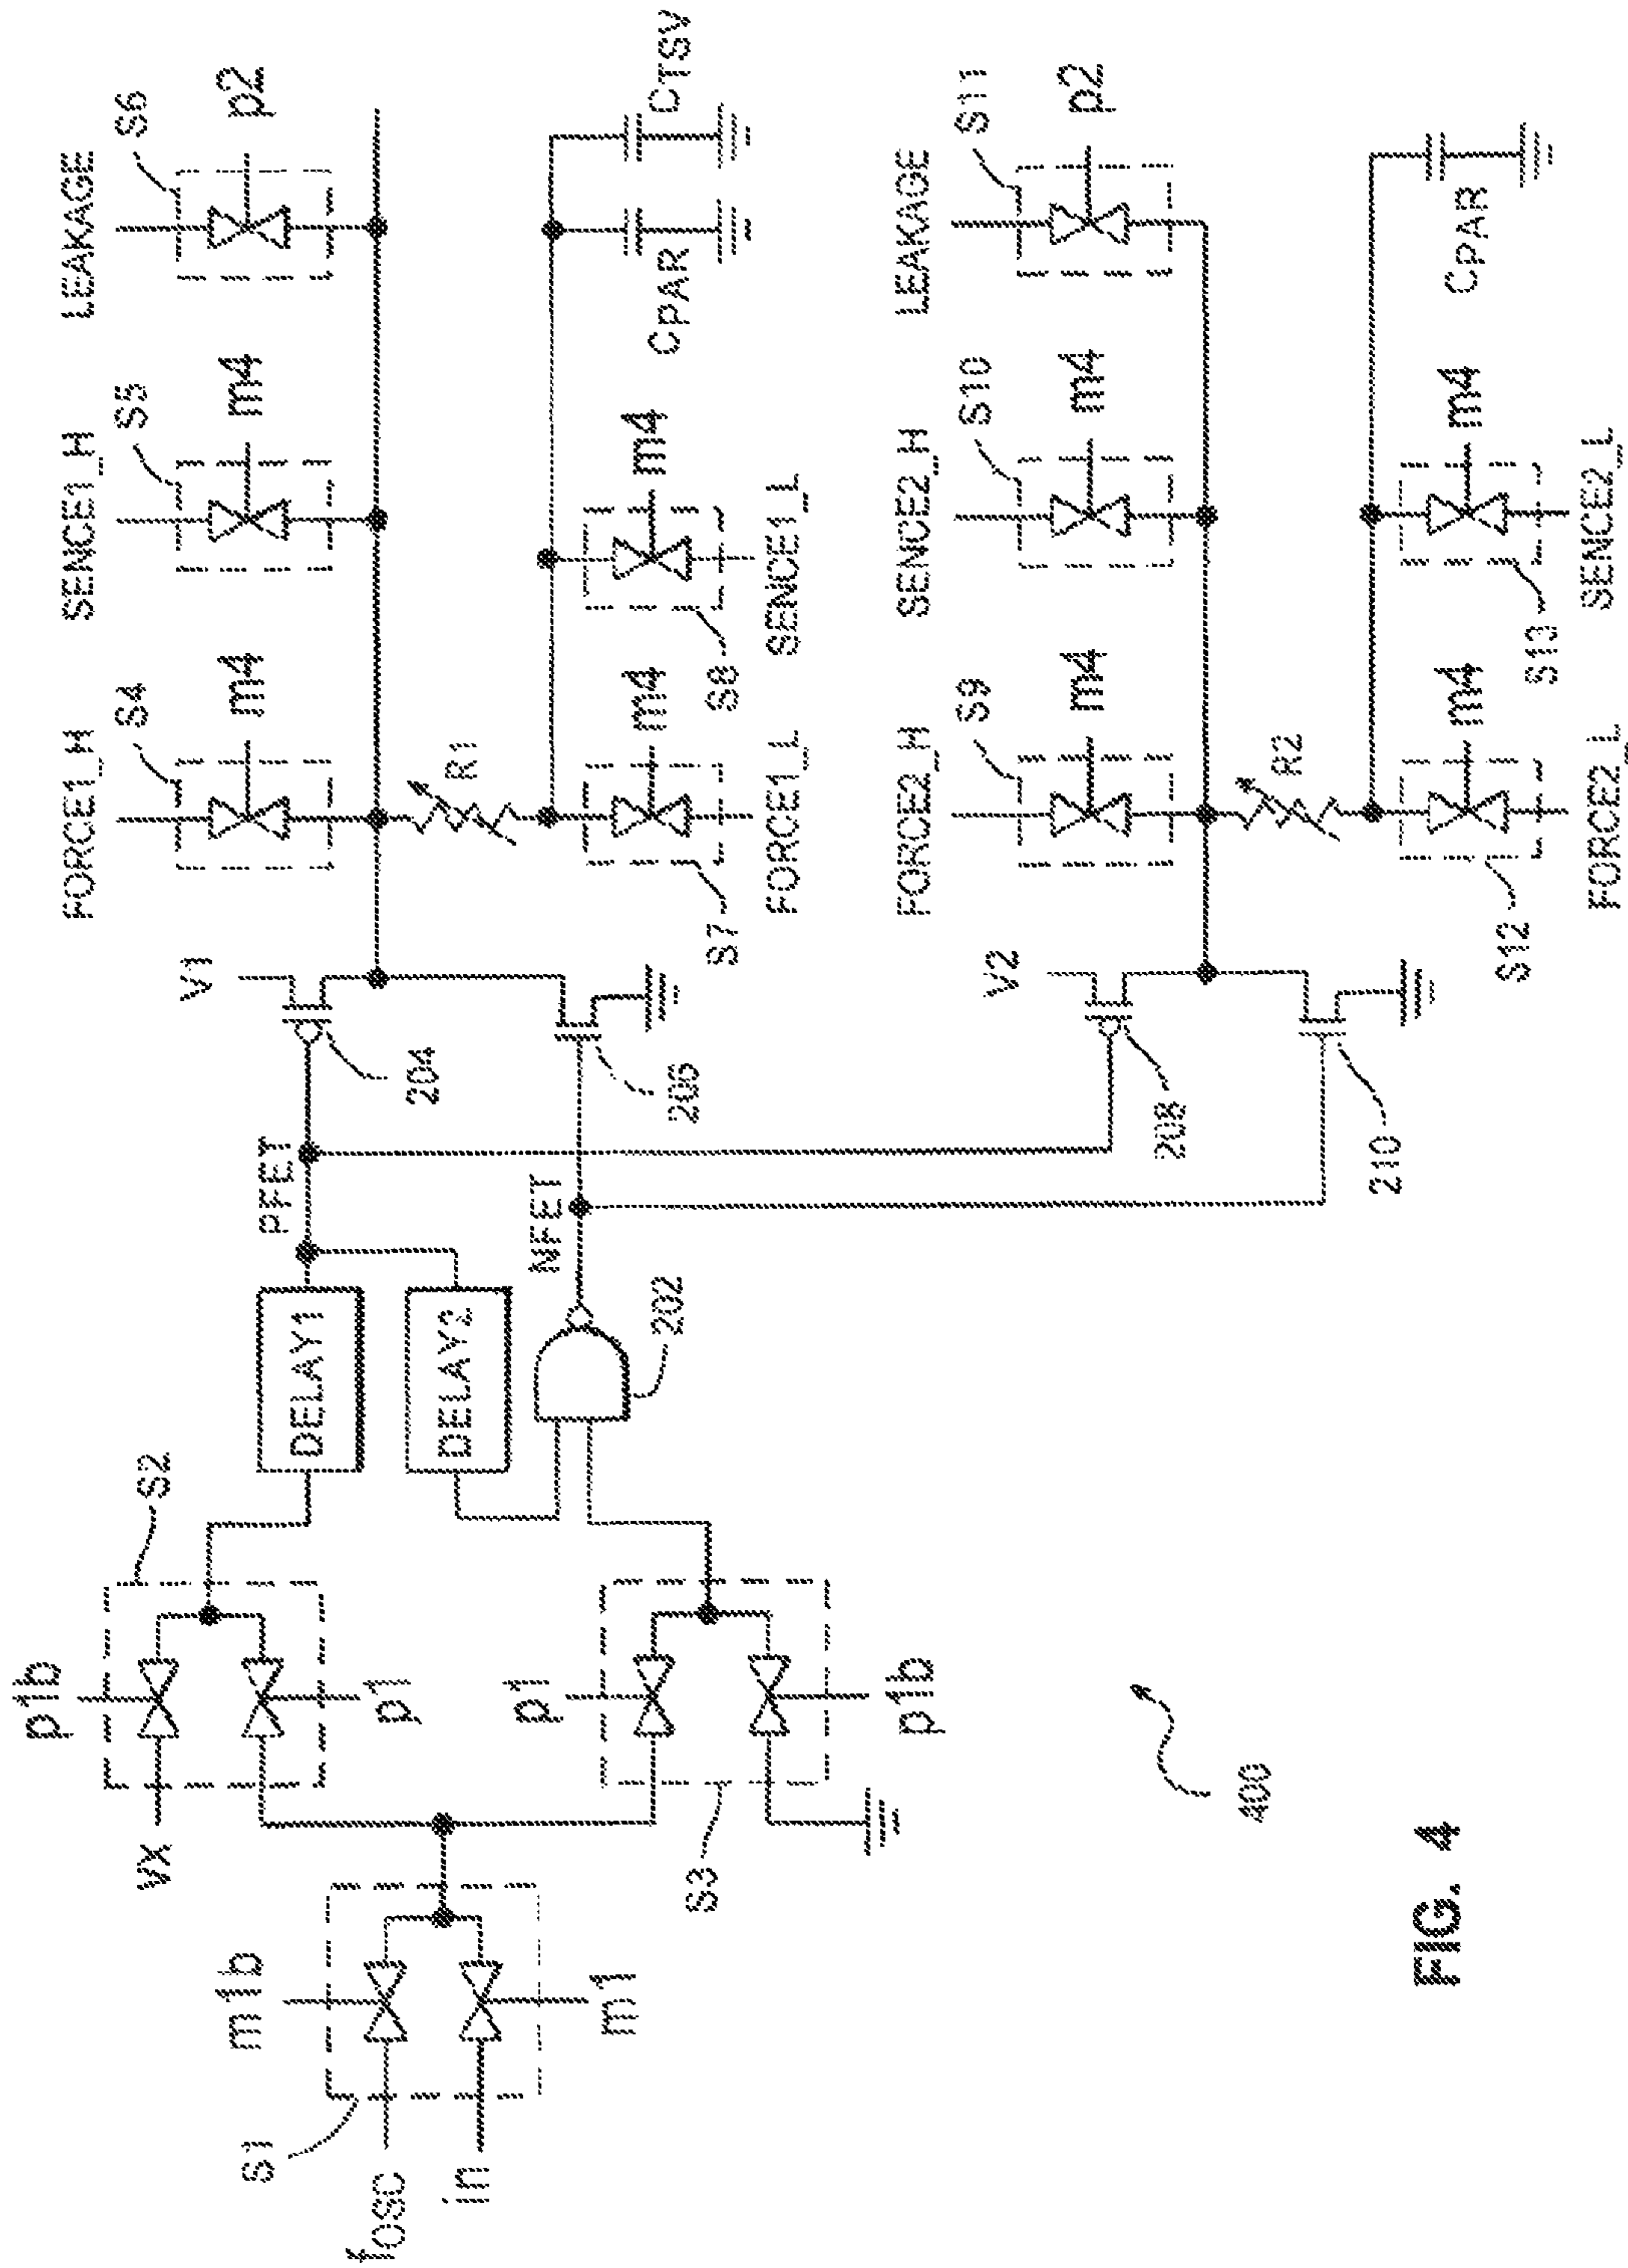 FORCE1_H
SENCE1_H
LEAKAGE
S4
S5
S6
m4
m4
p2
V1
204
R1
206
S7
m4
S8
m4
FORCE1_L
SENCE1_L
CPAR
CTSV
p1b
S2
VX
p1
m1b
S1
fOSC
in
m1
DELAY1
DELAY2
PFET
NFET
202
p1
S3
p1b
FORCE2_H
SENCE2_H
LEAKAGE
S9
S10
S11
m4
m4
p2
V2
208
R2
210
S12
m4
S13
m4
FORCE2_L
SENCE2_L
CPAR
400
FIG. 4